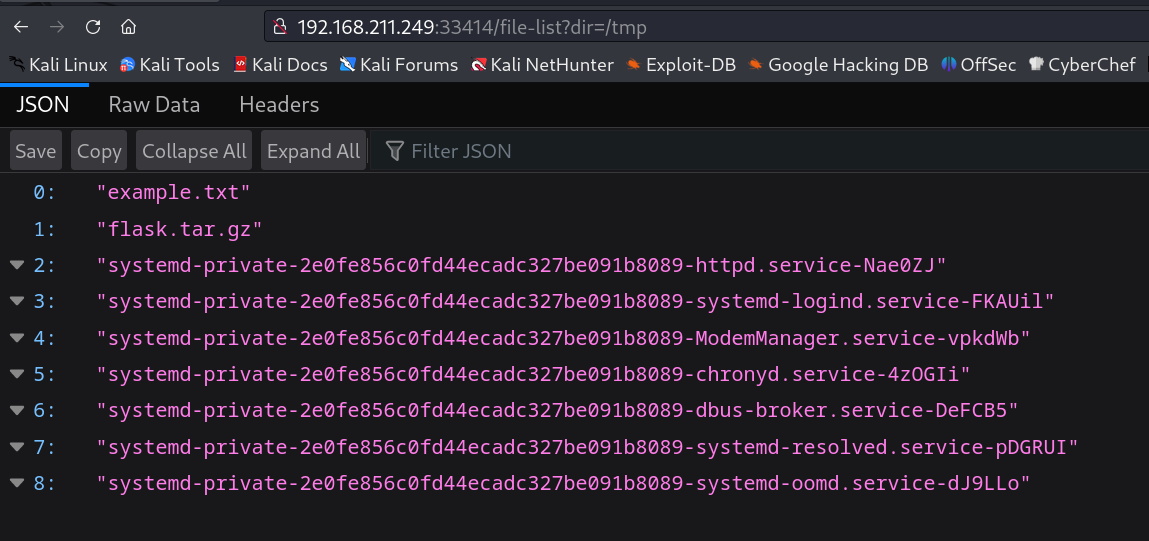 192.168.211.249:33414/file-list?dir=/tmp
Kali Linux Kali Tools Kali Docs Kali Forums Kali NetHunter Exploit-DB Google Hacking DB OffSec CyberChef
JSON Raw Data Headers
Save Copy Collapse All Expand All Filter JSON
0: "example.txt"
1: "flask.tar.gz"
2: "systemd-private-2e0fe856c0fd44ecadc327be091b8089-httpd.service-Nae0ZJ"
3: "systemd-private-2e0fe856c0fd44ecadc327be091b8089-systemd-logind.service-FKAUil"
4: "systemd-private-2e0fe856c0fd44ecadc327be091b8089-ModemManager.service-vpkdWb"
5: "systemd-private-2e0fe856c0fd44ecadc327be091b8089-chronyd.service-4zOGIi"
6: "systemd-private-2e0fe856c0fd44ecadc327be091b8089-dbus-broker.service-DeFCB5"
7: "systemd-private-2e0fe856c0fd44ecadc327be091b8089-systemd-resolved.service-pDGRUI"
8: "systemd-private-2e0fe856c0fd44ecadc327be091b8089-systemd-oomd.service-dJ9LLo"